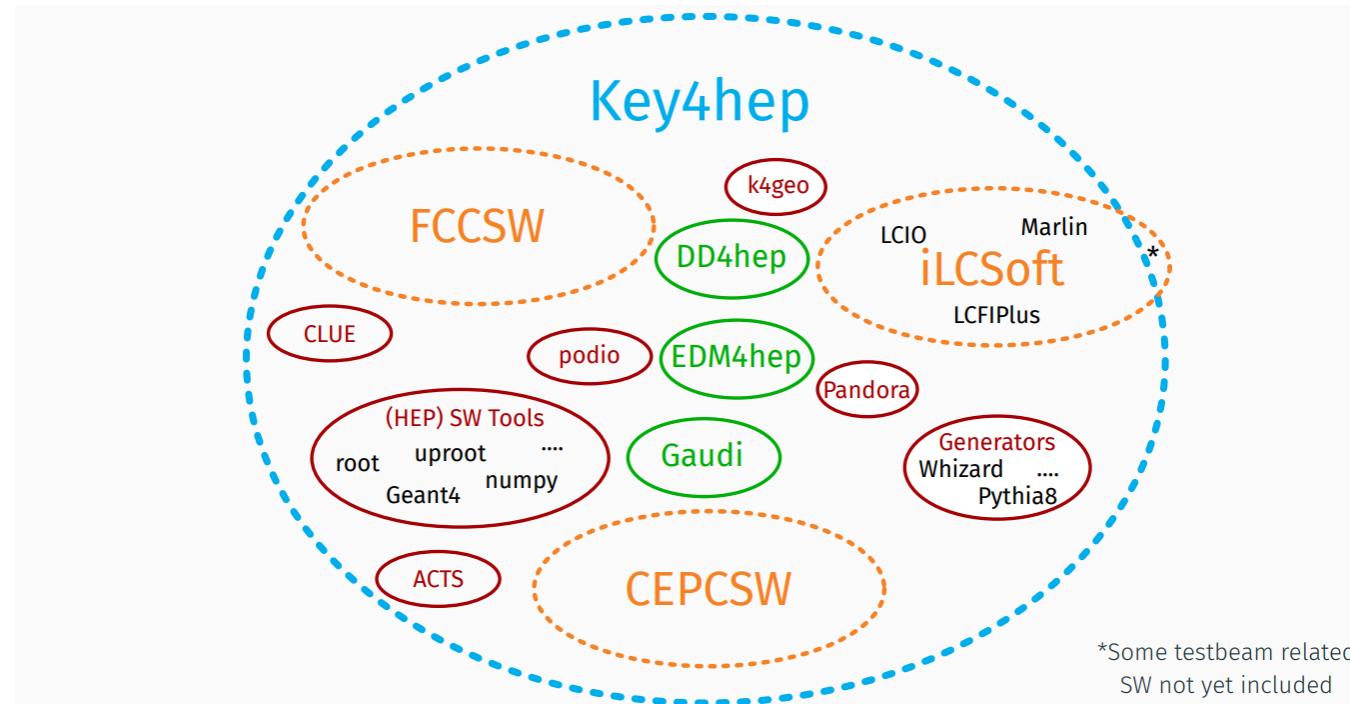 Key4hep
k4geo
FCCSW
LCIO
Marlin
DD4hep
iLCSoft
*
LCFIPlus
CLUE
podio
EDM4hep
Pandora
(HEP) SW Tools
root
uproot
....
Geant4
numpy
Gaudi
Generators
Whizard
....
Pythia8
ACTS
CEPCSW
*Some testbeam related
SW not yet included